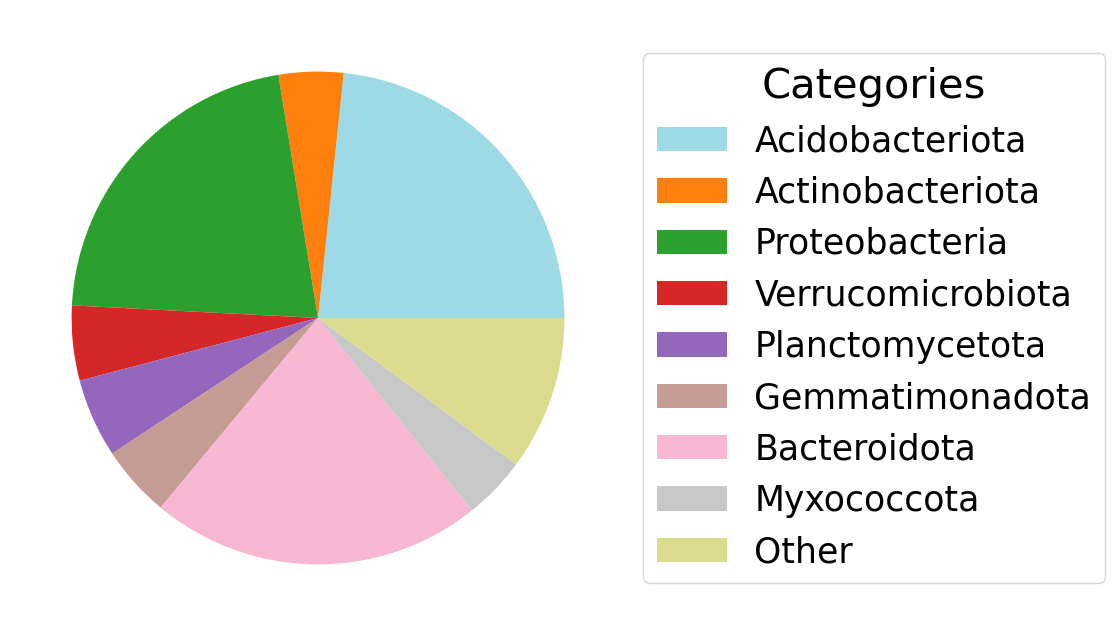 Categories
Acidobacteriota
Actinobacteriota
Proteobacteria
Verrucomicrobiota
Planctomycetota
Gemmatimonadota
Bacteroidota
Myxococcota
Other